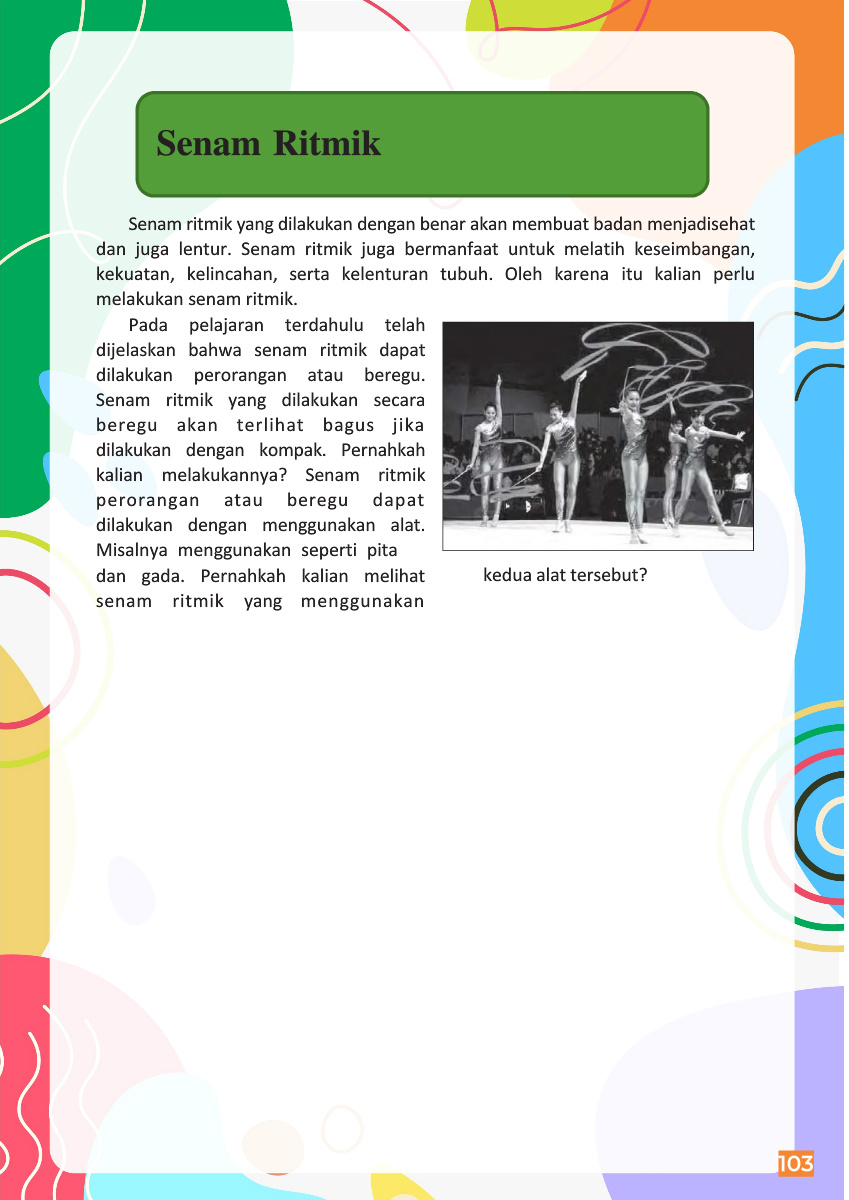 Senam Ritmik
Senam ritmik yang dilakukan dengan benar akan membuat badan menjadisehat
dan juga lentur. Senam ritmik juga bermanfaat untuk melatih keseimbangan,
kekuatan, kelincahan, serta kelenturan tubuh. Oleh karena itu kalian perlu
melakukan senam ritmik.
Pada pelajaran terdahulu telah
dijelaskan bahwa senam ritmik dapat
dilakukan perorangan atau beregu.
Senam ritmik yang dilakukan secara
beregu akan terlihat bagus jika
dilakukan dengan kompak. Pernahkah
kalian melakukannya? Senam ritmik
perorangan atau beregu dapat
dilakukan dengan menggunakan alat.
Misalnya menggunakan seperti pita
dan gada. Pernahkah kalian melihat
senam ritmik yang menggunakan
kedua alat tersebut?
103